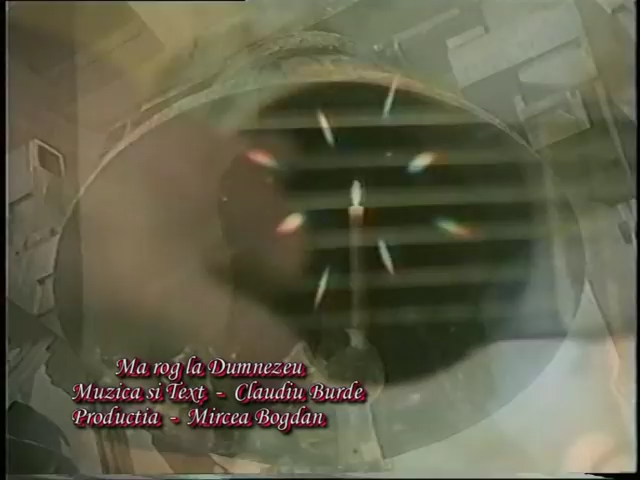 Ma rog la Dumnezeu
Muzica si Text - Claudiu Burde
Productia - Mircea Bogdan